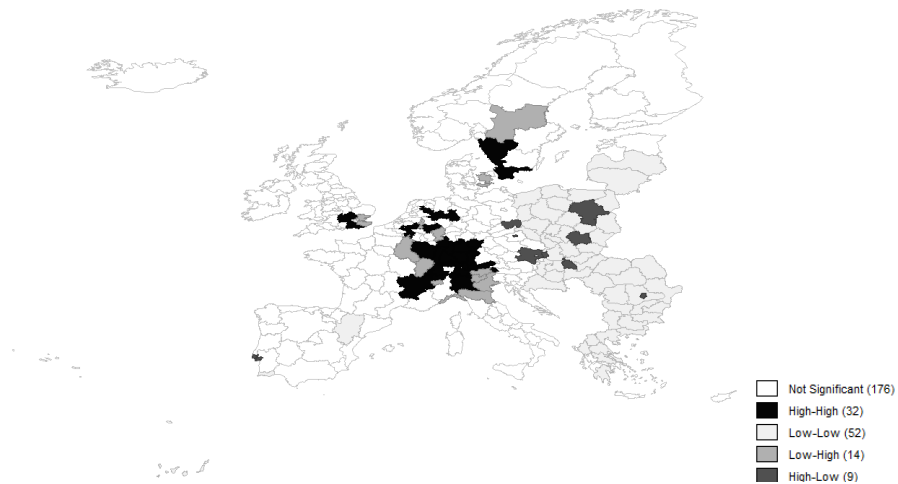 Not Significant (176)
High-High (32)
Low-Low (52)
Low-High (14)
High-Low (9)